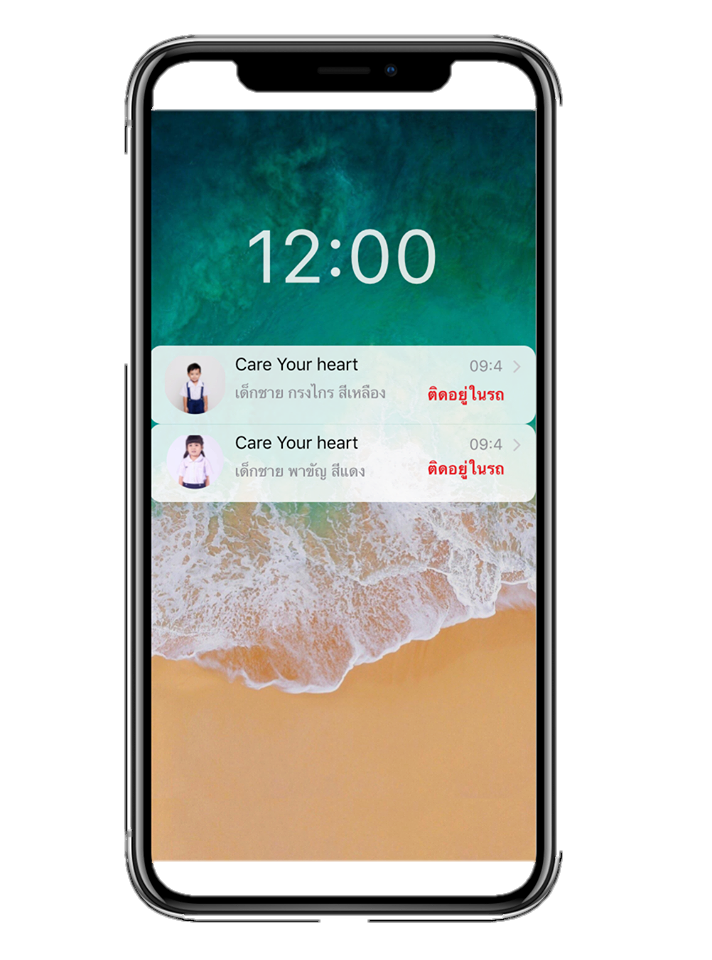 12:00
Care Your heart
09:4
เด็กชาย กรงไกร สีเหลือง
ติดอยู่ในรถ
Care Your heart
09:4
เด็กชาย พาขัญ สีแดง
ติดอยู่ในรถ